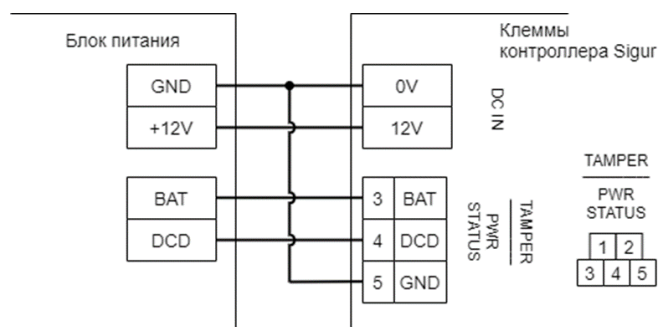 Блок питания
Клеммы
контроллера Sigur
GND
0V
+12V
12V
DC IN
BAT
3 BAT
DCD
4 DCD
5 GND
TAMPER
PWR
STATUS
TAMPER
PWR
STATUS
1 2
3 4 5